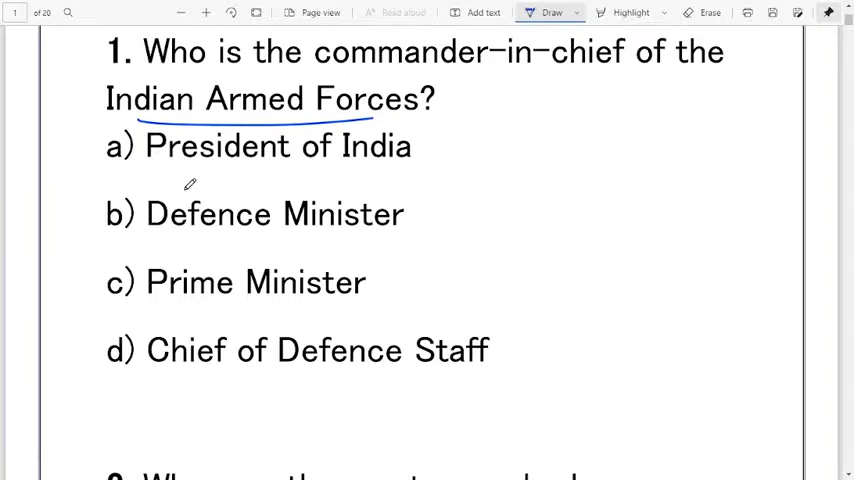 1 of 20 Page view Read aloud Add text Draw Highlight Erase
1. Who is the commander-in-chief of the
Indian Armed Forces?
a) President of India
b) Defence Minister
c) Prime Minister
d) Chief of Defence Staff